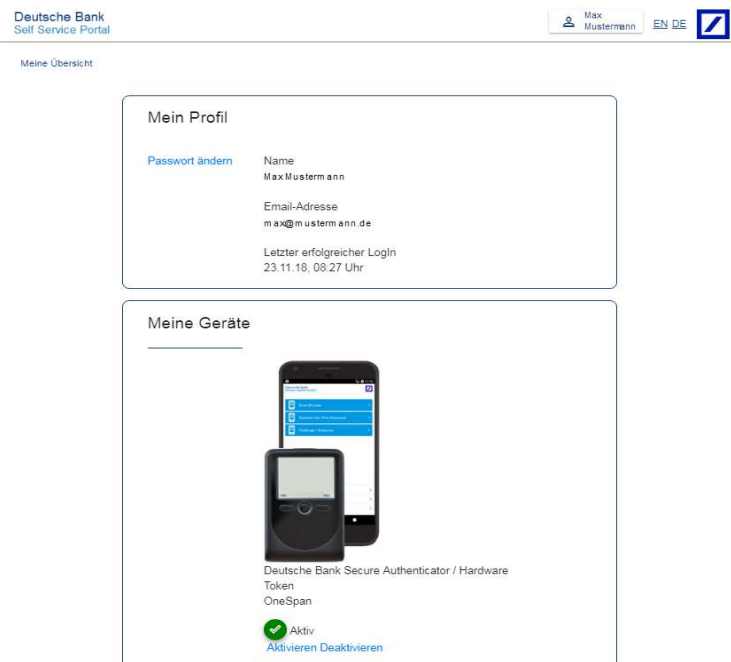 Deutsche Bank
Self Service Portal
Max
Mustermann
EN DE
Meine Übersicht
Mein Profil
Passwort ändern
Name
Max Mustermann
Email-Adresse
max@mustermann.de
Letzter erfolgreicher LogIn
23.11.18, 08:27 Uhr
Meine Geräte
Deutsche Bank Secure Authenticator / Hardware
Token
OneSpan
Aktiv
Aktivieren Deaktivieren